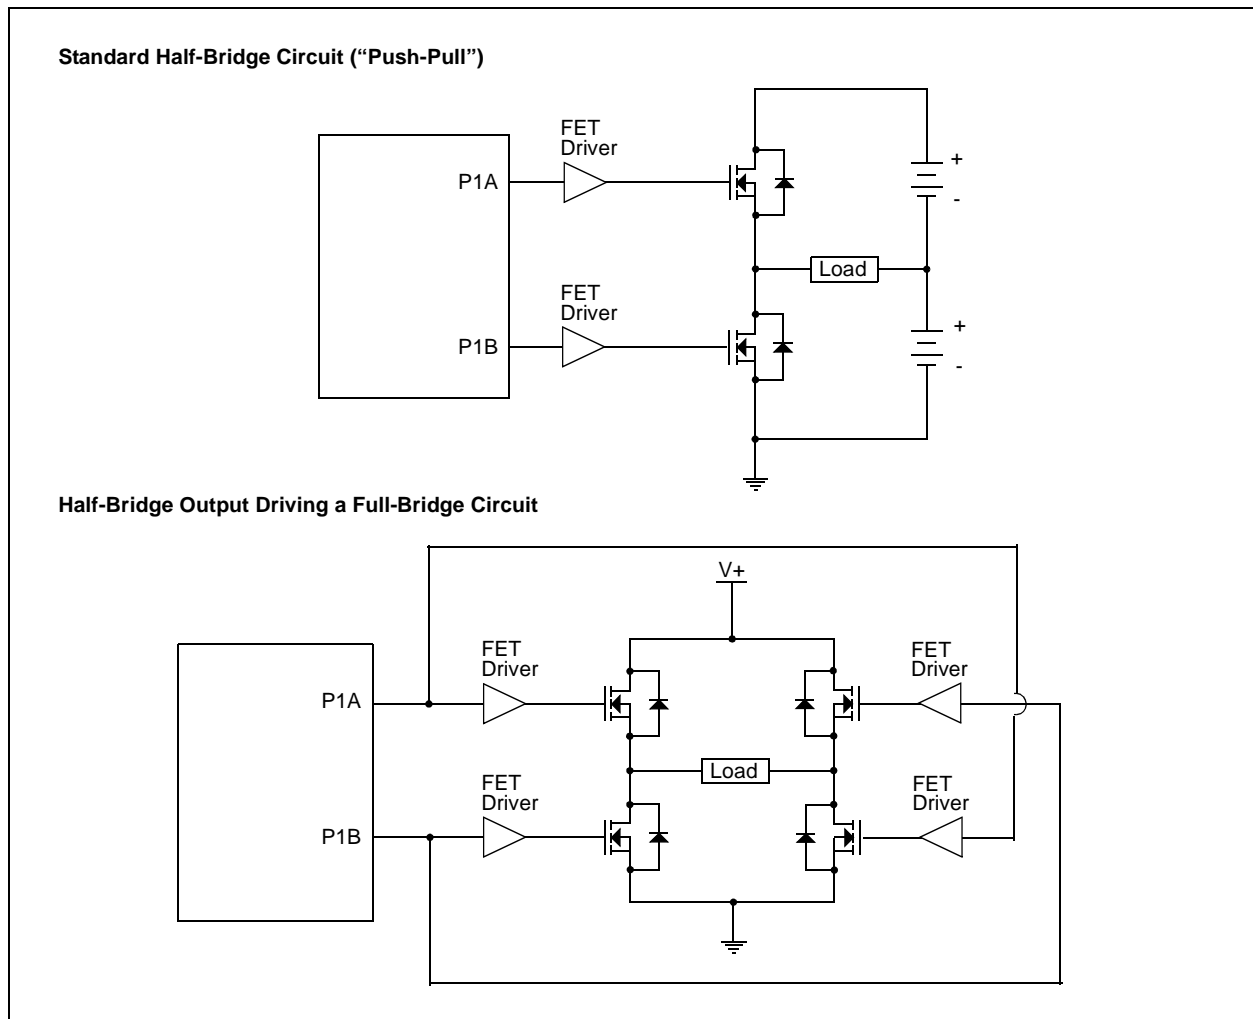 Standard Half-Bridge Circuit (“Push-Pull”)
FET
Driver
P1A
+
-
Load
FET
Driver
P1B
+
-
Half-Bridge Output Driving a Full-Bridge Circuit
V+
FET
Driver
FET
Driver
P1A
Load
FET
Driver
FET
Driver
P1B